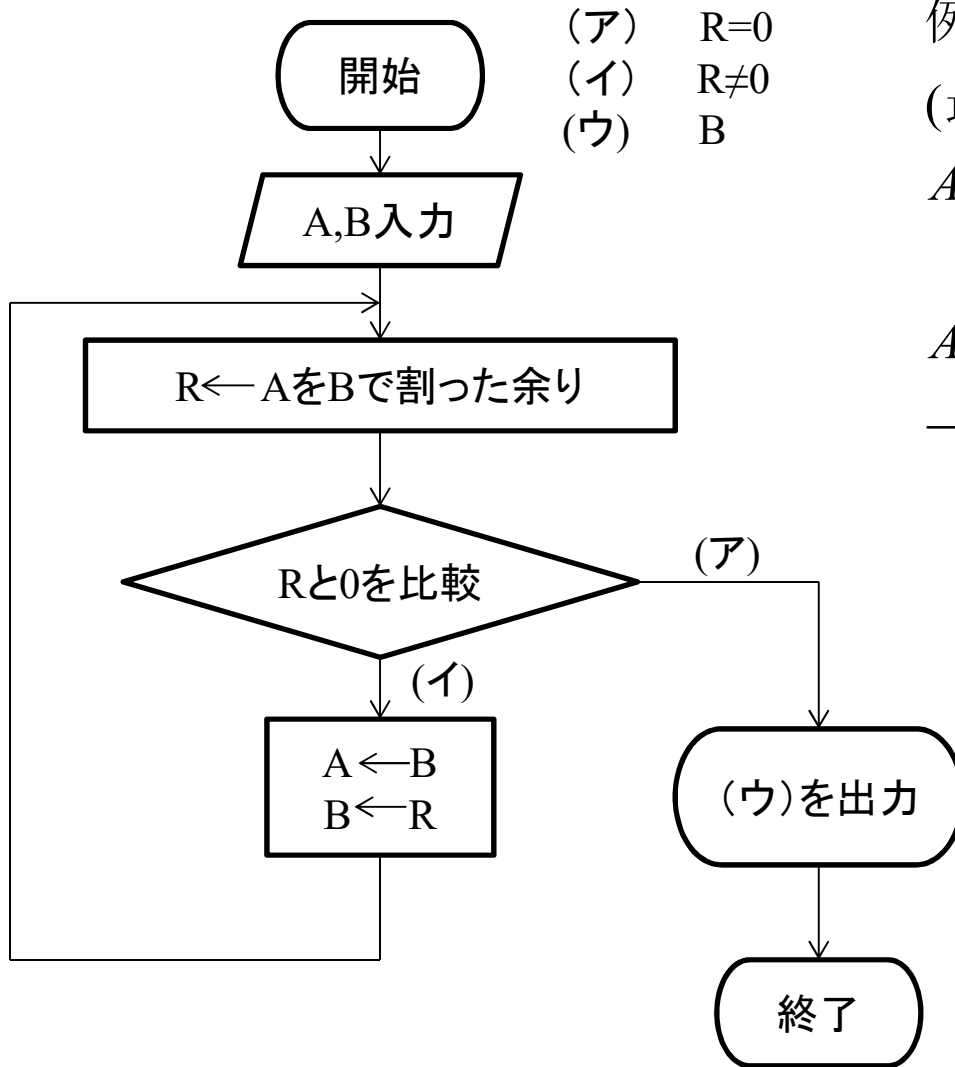 開始
(ア) R=0
(イ) R≠0
(ウ) B
例
A,B入力
A
R← AをBで割った余り
A
Rと0を比較
(ア)
(イ)
A←B
B←R
(ウ)を出力
終了